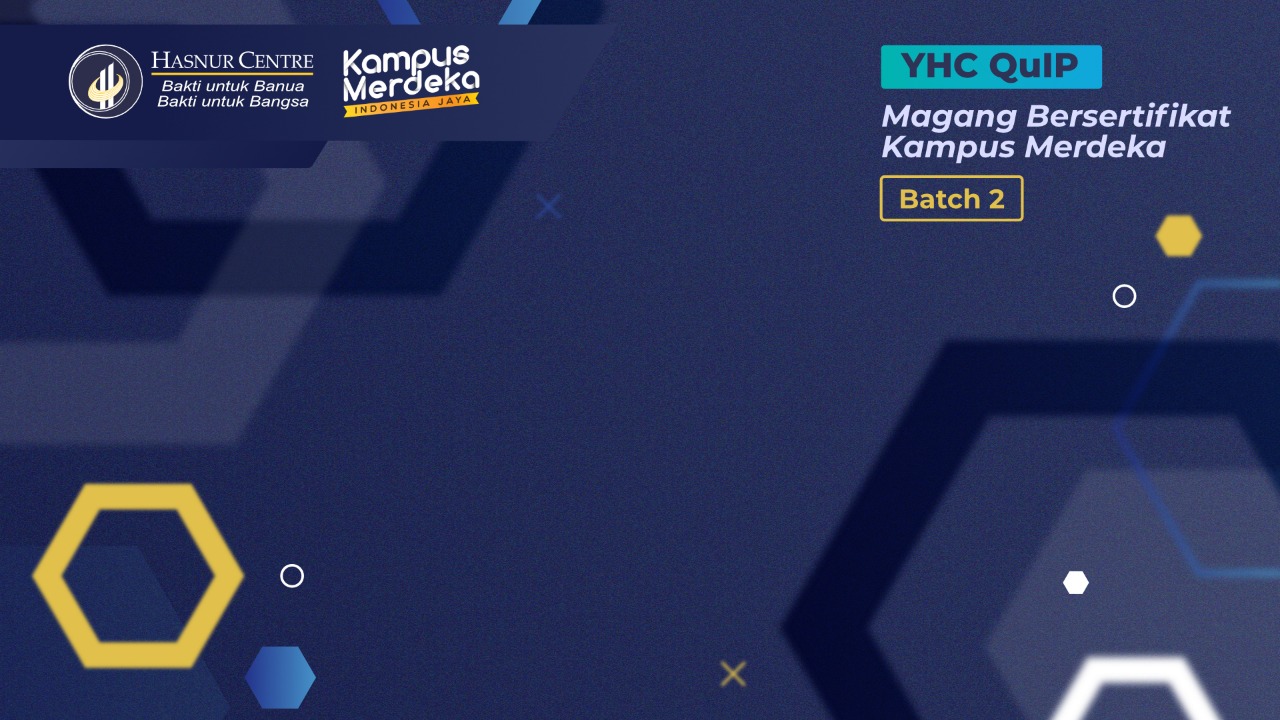 HASNUR CENTRE
Bakti untuk Banua
Bakti untuk Bangsa
Kampus
Merdeka
INDONESIA JAYA
YHC QuIP
Magang Bersertifikat
Kampus Merdeka
Batch 2